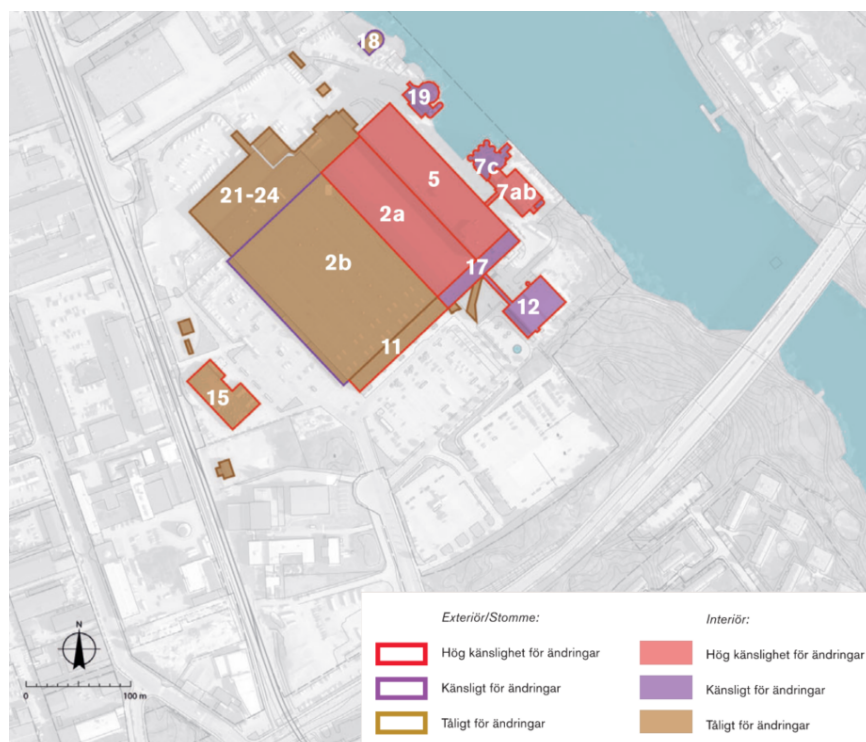 18
19
7c
7ab
5
21-24
2a
2b
17
12
11
15
N
0
100 m
Exteriör/Stomme:
Interiör:
Hög känslighet för ändringar
Hög känslighet för ändringar
Känsligt för ändringar
Känsligt för ändringar
Tåligt för ändringar
Tåligt för ändringar